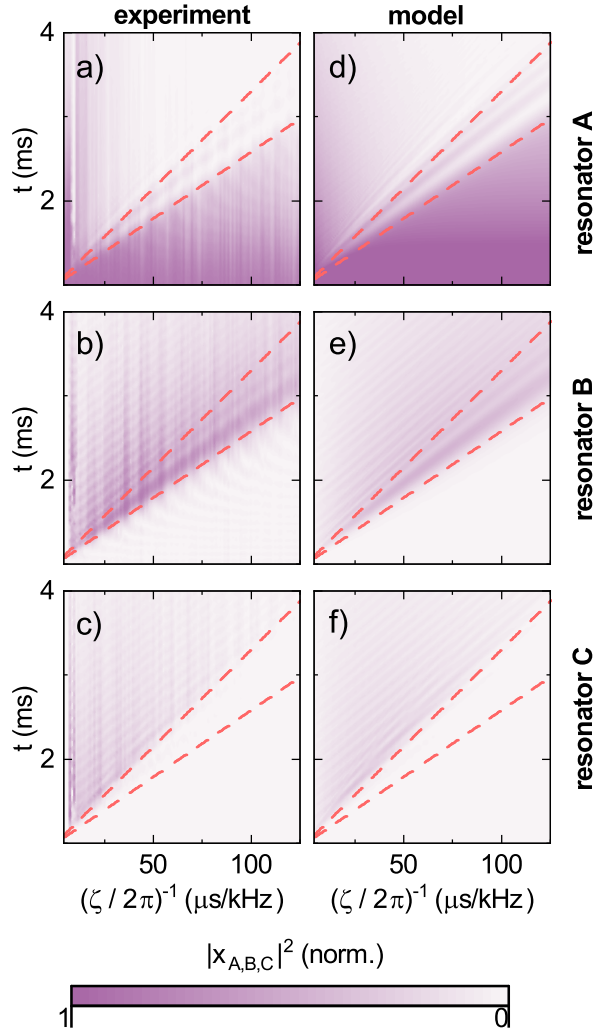 experiment model
4 a) d)
t (ms)
2
resonator A
4 b) e)
t (ms)
2
resonator B
4 c) f)
t (ms)
2
resonator C
50 100 50 100
(ζ / 2π)⁻¹ (μs/kHz) (ζ / 2π)⁻¹ (μs/kHz)
|x_A,B,C|² (norm.)
1 0